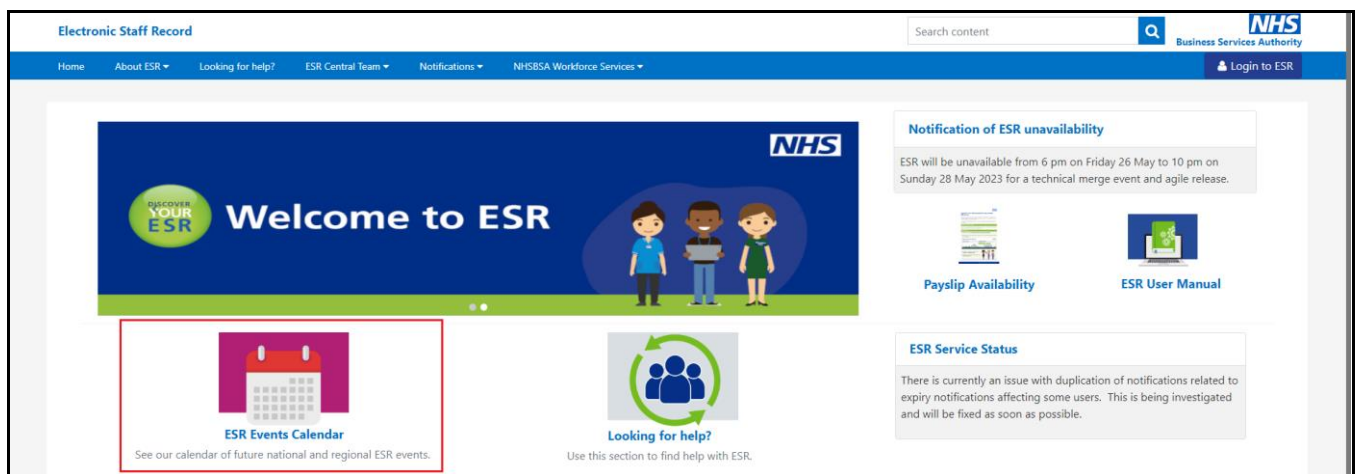 Electronic Staff Record
Search content
NHS
Business Services Authority
Home About ESR Looking for help? ESR Central Team Notifications NHSBSA Workforce Services Login to ESR
NHS
DISCOVER
YOUR
ESR
Welcome to ESR
Notification of ESR unavailability
ESR will be unavailable from 6 pm on Friday 26 May to 10 pm on
Sunday 28 May 2023 for a technical merge event and agile release.
Payslip Availability
ESR User Manual
ESR Events Calendar
See our calendar of future national and regional ESR events.
Looking for help?
Use this section to find help with ESR.
ESR Service Status
There is currently an issue with duplication of notifications related to
expiry notifications affecting some users. This is being investigated
and will be fixed as soon as possible.